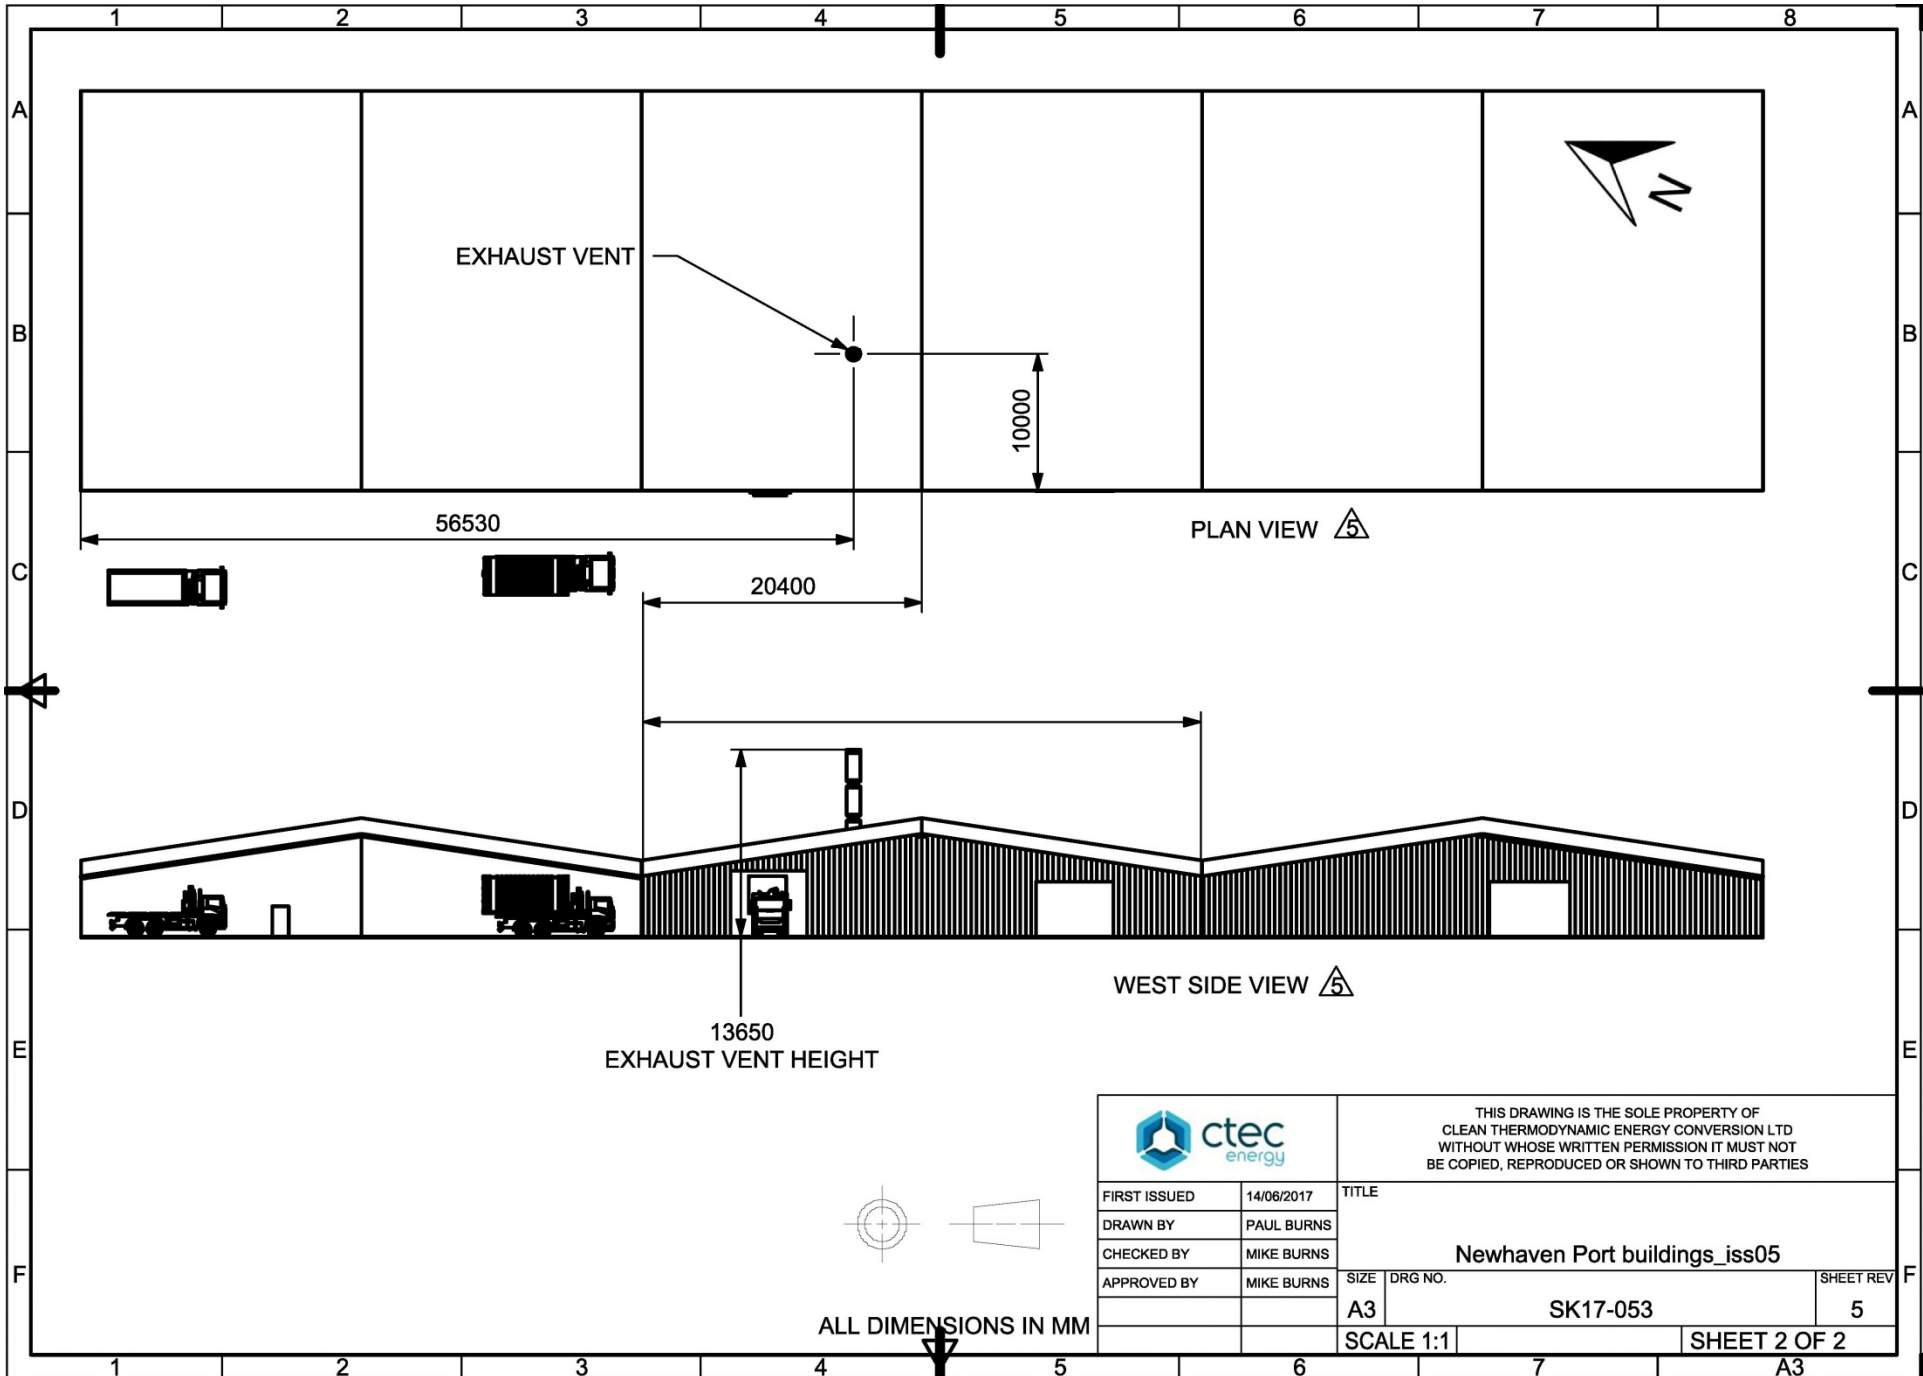 1 2 3 4 5 6 7 8
A A
EXHAUST VENT
B B
10000
N
56530
PLAN VIEW 5
C C
20400
D D
WEST SIDE VIEW 5
13650
EXHAUST VENT HEIGHT
E E
ctec
energy
THIS DRAWING IS THE SOLE PROPERTY OF
CLEAN THERMODYNAMIC ENERGY CONVERSION LTD
WITHOUT WHOSE WRITTEN PERMISSION IT MUST NOT
BE COPIED, REPRODUCED OR SHOWN TO THIRD PARTIES
FIRST ISSUED 14/06/2017
DRAWN BY PAUL BURNS
CHECKED BY MIKE BURNS
APPROVED BY MIKE BURNS
TITLE
Newhaven Port buildings_iss05
F F
SIZE DRG NO. SHEET REV
A3 SK17-053 5
SCALE 1:1 SHEET 2 OF 2
ALL DIMENSIONS IN MM
1 2 3 4 5 6 7 A3